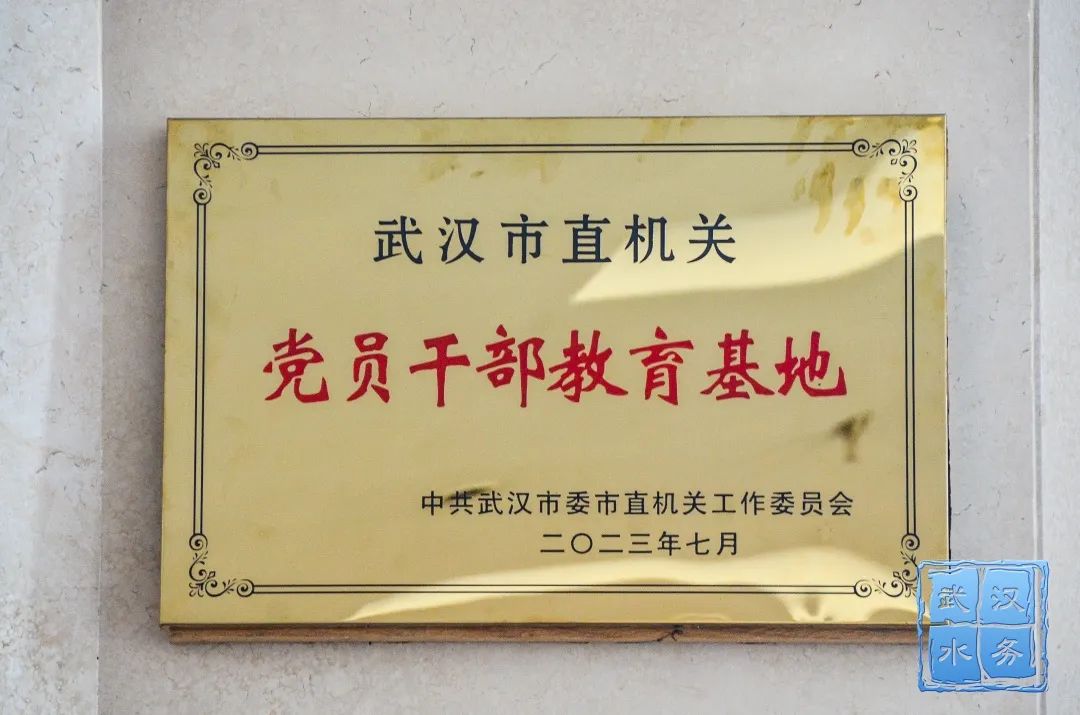 武汉市直机关
党员干部教育基地
中共武汉市委市直机关工作委员会
二〇二三年七月
武汉
水务